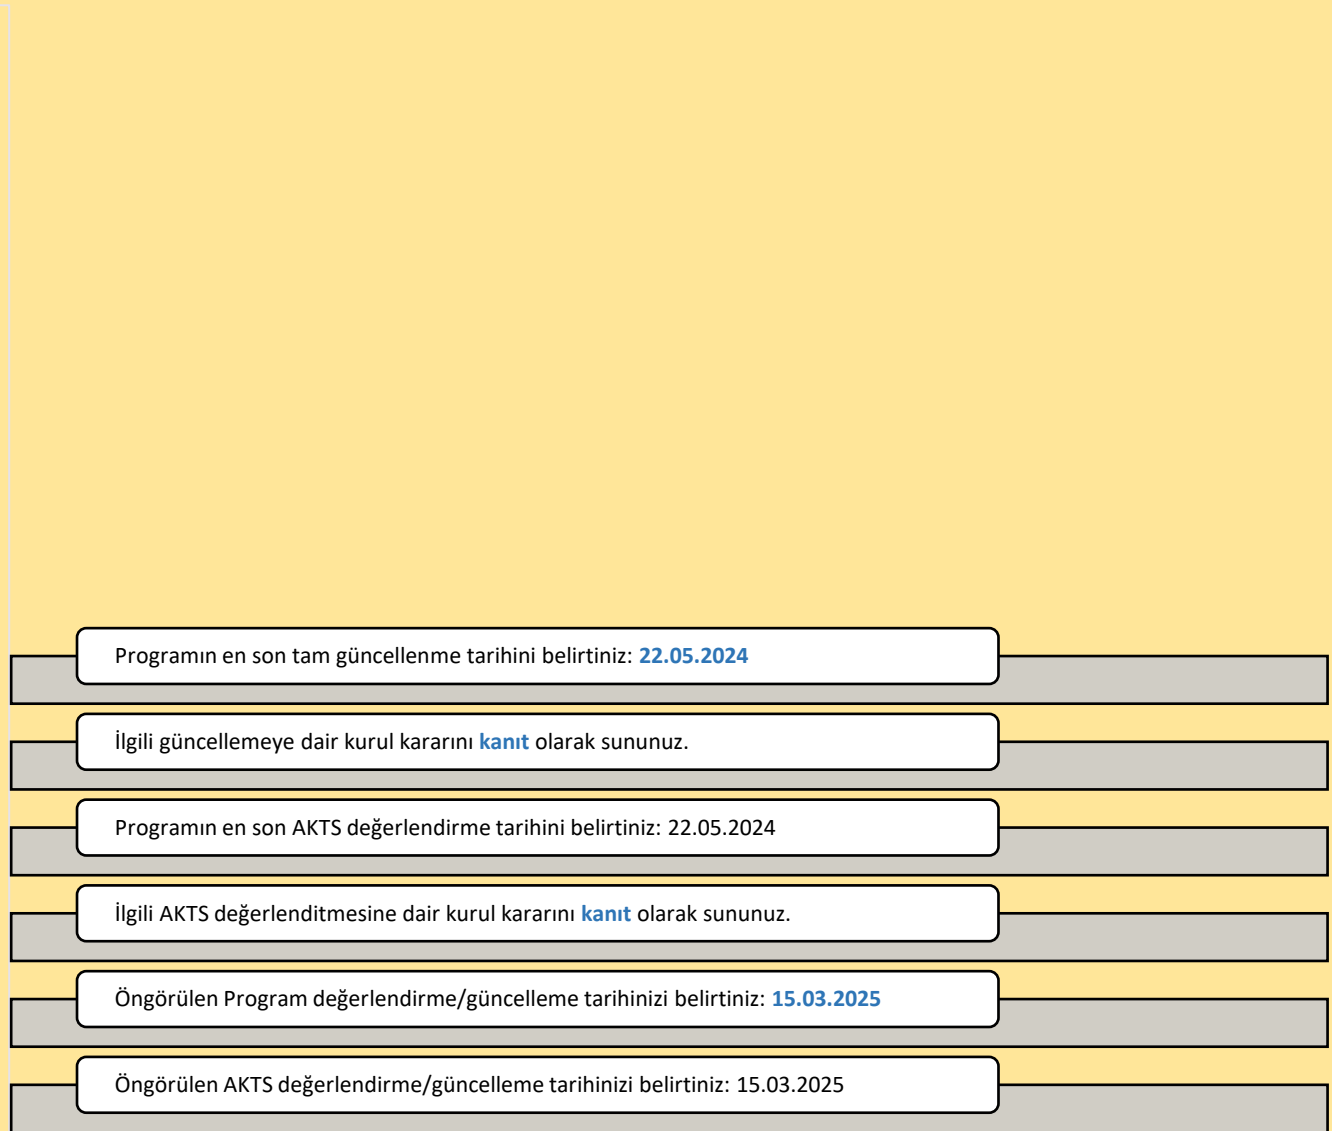 Programın en son tam güncellenme tarihini belirtiniz: 22.05.2024
İlgili güncellemeye dair kurul kararını kanıt olarak sununuz.
Programın en son AKTS değerlendirme tarihini belirtiniz: 22.05.2024
İlgili AKTS değerlenditmesine dair kurul kararını kanıt olarak sununuz.
Öngörülen Program değerlendirme/güncelleme tarihinizi belirtiniz: 15.03.2025
Öngörülen AKTS değerlendirme/güncelleme tarihinizi belirtiniz: 15.03.2025